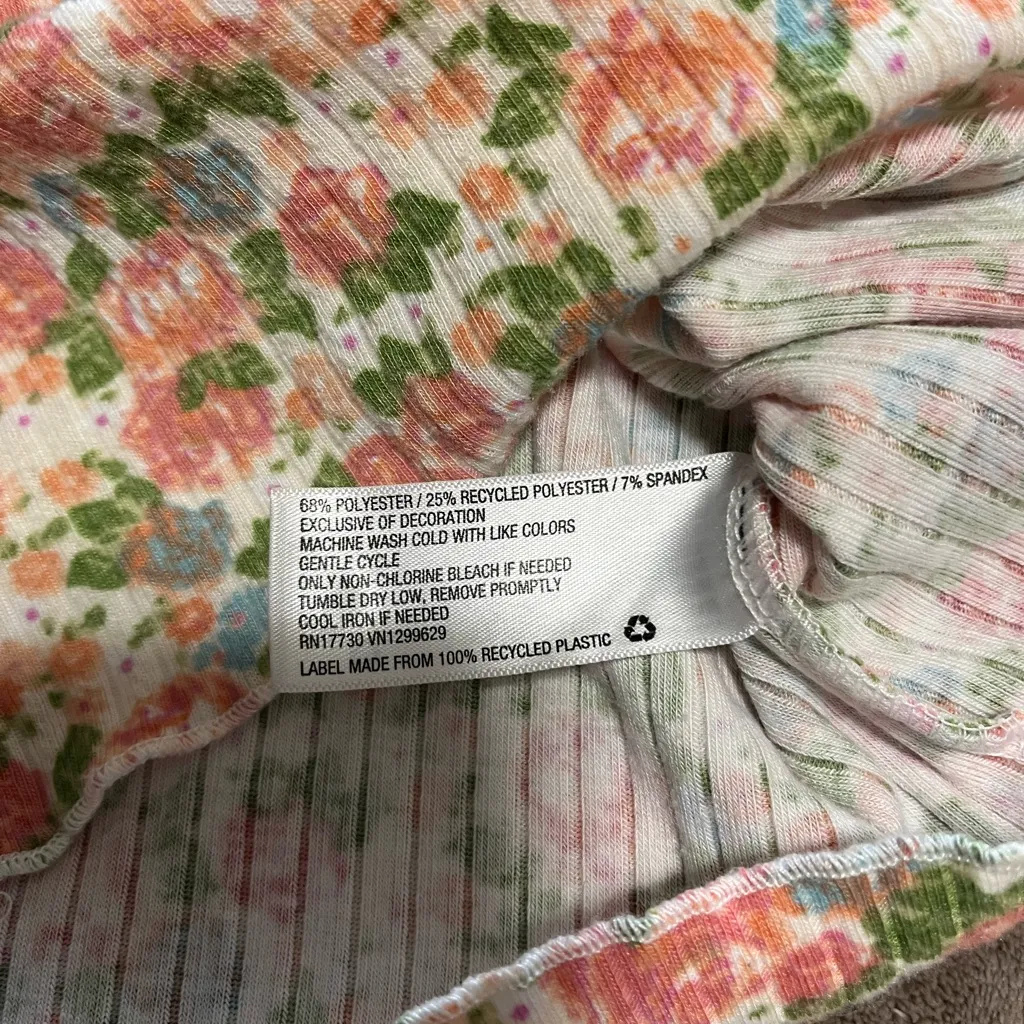 68% POLYESTER / 25% RECYCLED POLYESTER / 7% SPANDEX
EXCLUSIVE OF DECORATION
MACHINE WASH COLD WITH LIKE COLORS
GENTLE CYCLE
ONLY NON-CHLORINE BLEACH IF NEEDED
TUMBLE DRY LOW, REMOVE PROMPTLY
COOL IRON IF NEEDED
RN17730 VN1299629
LABEL MADE FROM 100% RECYCLED PLASTIC